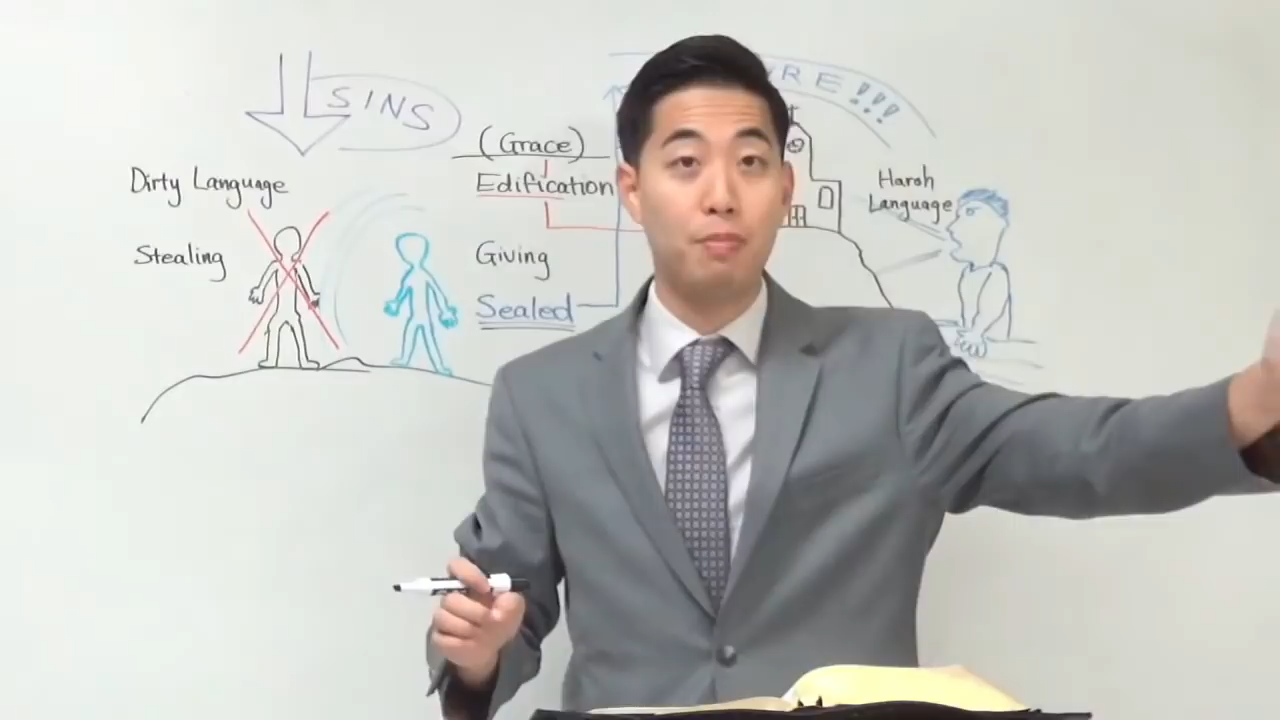 SINS
(Grace)
Dirty Language
Edification
Harsh
Language
Stealing
Giving
Sealed